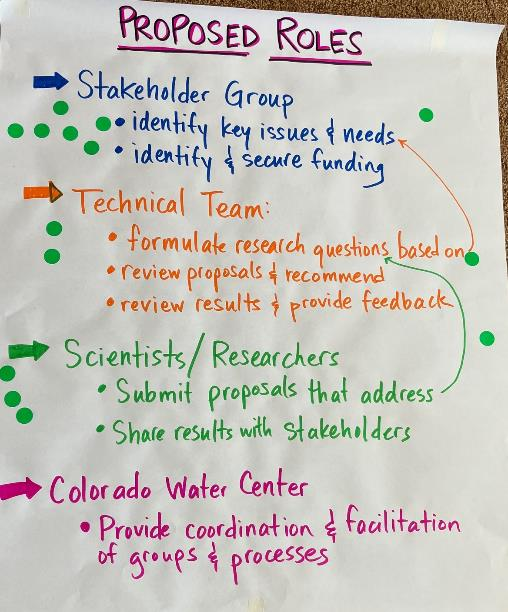 PROPOSED ROLES
Stakeholder Group
• identify key issues & needs
• identify & secure funding
Technical Team:
• formulate research questions based on
• review proposals & recommend
• review results & provide feedback
Scientists/Researchers
• Submit proposals that address
• Share results with Stakeholders
Colorado Water Center
• Provide coordination & facilitation
of groups & processes